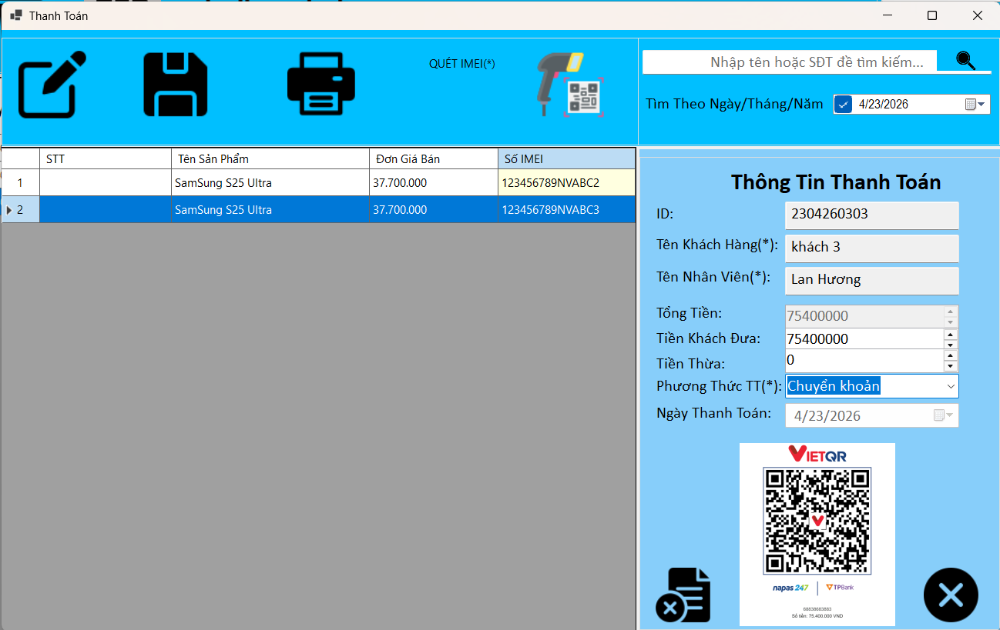 Thanh Toán
QUÉT IMEI(*)
Nhập tên hoặc SĐT đề tìm kiếm...
Tìm Theo Ngày/Tháng/Năm 4/23/2026
STT Tên Sản Phẩm Đơn Giá Bán Số IMEI
1 SamSung S25 Ultra 37.700.000 123456789NVABC2
2 SamSung S25 Ultra 37.700.000 123456789NVABC3
Thông Tin Thanh Toán
ID: 2304260303
Tên Khách Hàng(*): khách 3
Tên Nhân Viên(*): Lan Hương
Tổng Tiền: 75400000
Tiền Khách Đưa: 75400000
Tiền Thừa: 0
Phương Thức TT(*): Chuyển khoản
Ngày Thanh Toán: 4/23/2026
VIETQR
napas 247 TPBank
68838683883
Số tiền: 75.400.000 VND